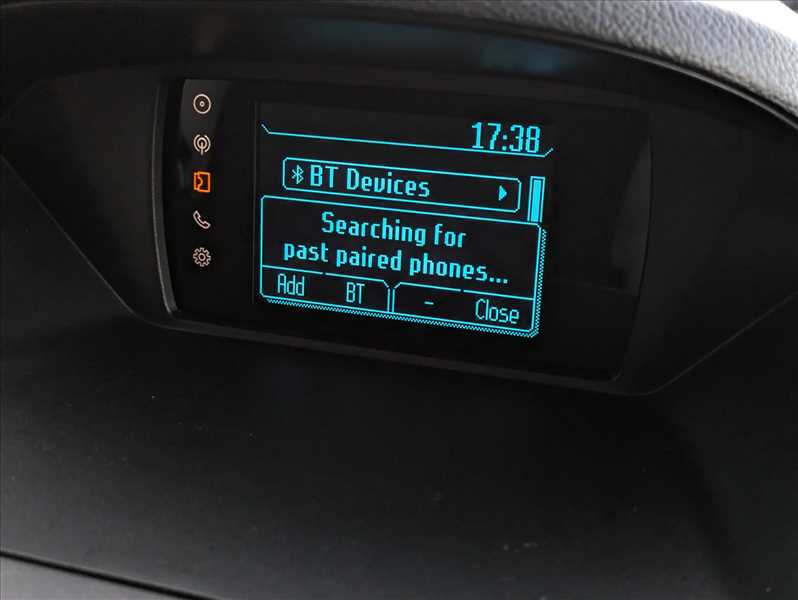 17:38
BT Devices
Searching for
past paired phones...
Add BT - Close